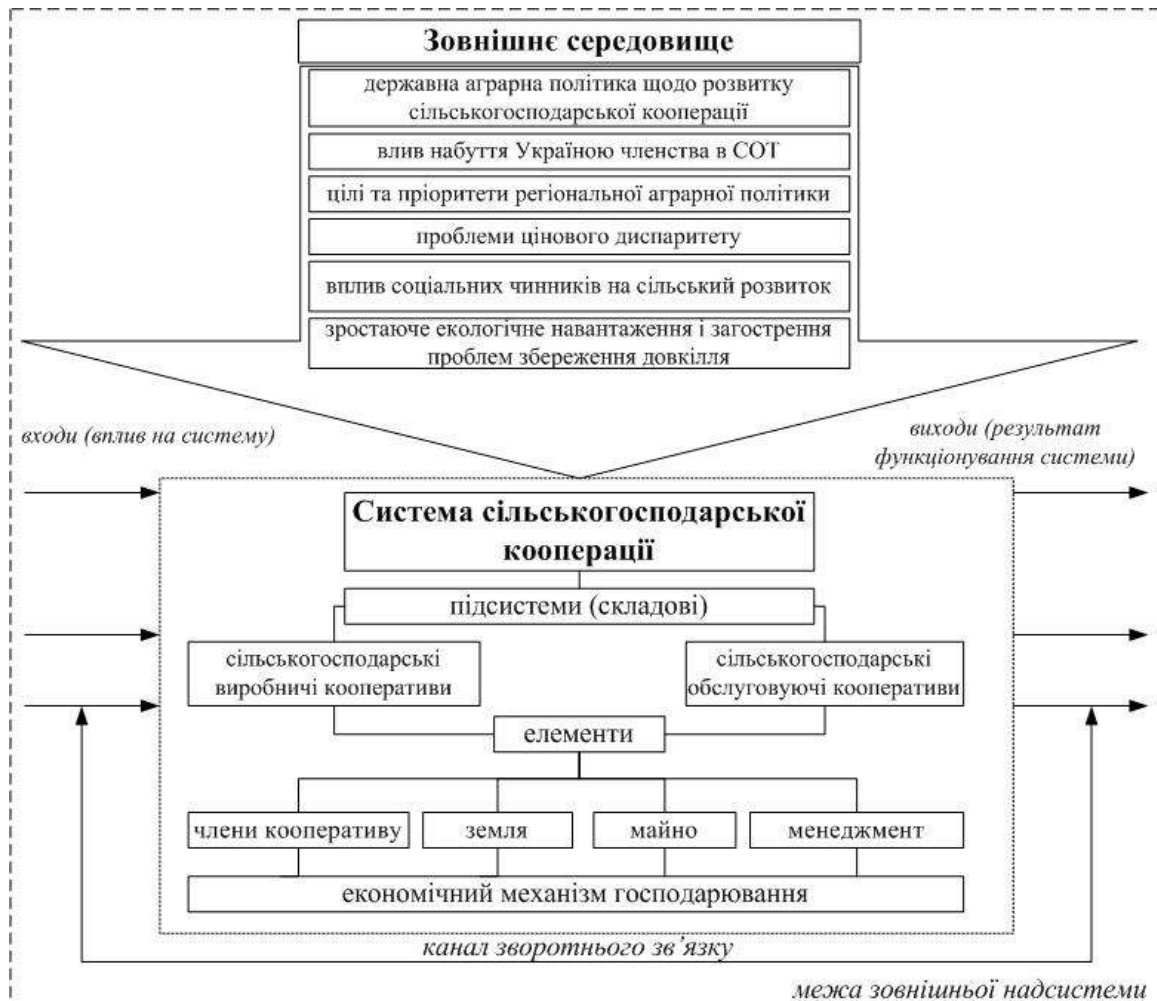 Зовнішнє середовище
державна аграрна політика щодо розвитку
сільськогосподарської кооперації
влив набуття Україною членства в СОТ
цілі та пріоритети регіональної аграрної політики
проблеми цінового диспаритету
вплив соціальних чинників на сільський розвиток
зростаюче екологічне навантаження і загострення
проблем збереження довкілля
входи (вплив на систему)
виходи (результат
функціонування системи)
Система сільськогосподарської
кооперації
підсистеми (складові)
сільськогосподарські
виробничі кооперативи
сільськогосподарські
обслуговуючі кооперативи
елементи
члени кооперативу
земля
майно
менеджмент
економічний механізм господарювання
канал зворотнього зв’язку
межа зовнішньої надсистеми